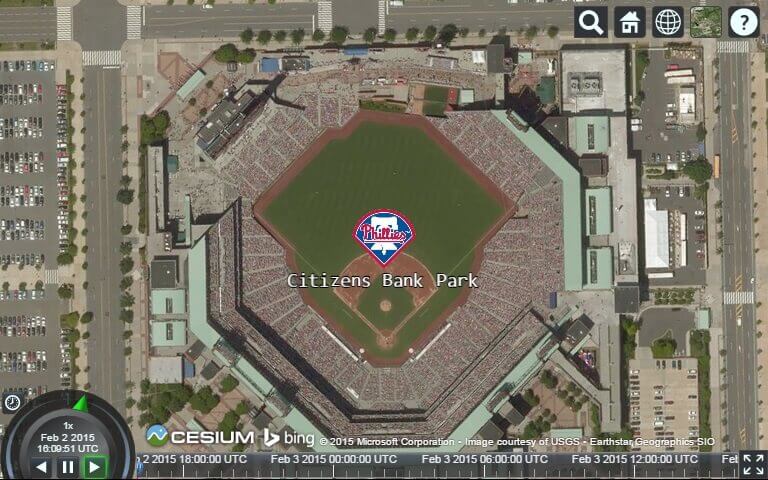 ?
Phillies
Citizens Bank Park
1x
Feb 2 2015
16:09:51 UTC
CESIUM bing © 2015 Microsoft Corporation - Image courtesy of USGS - Earthstar Geographics SIO
2 2015 18:00:00 UTC Feb 3 2015 00:00:00 UTC Feb 3 2015 06:00:00 UTC Feb 3 2015 12:00:00 UTC Feb